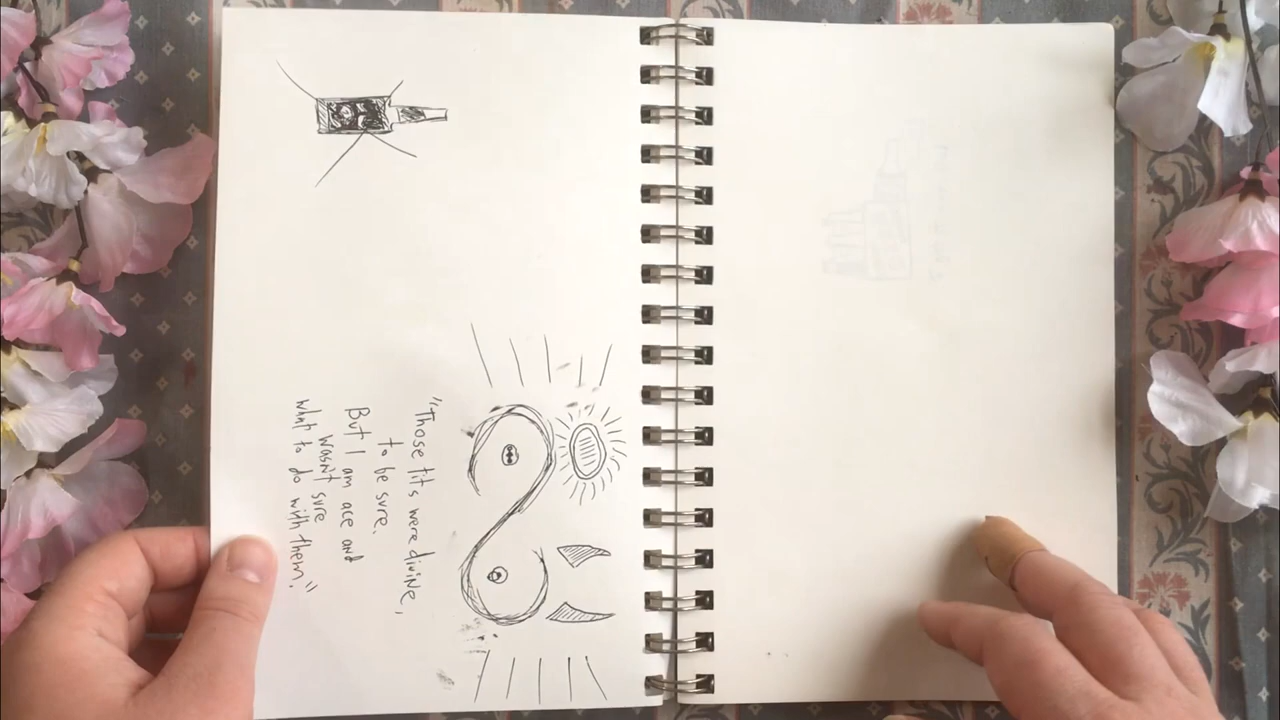 "Those tits were divine,
to be sure.
But I am ace and
wasn't sure
what to do with them."